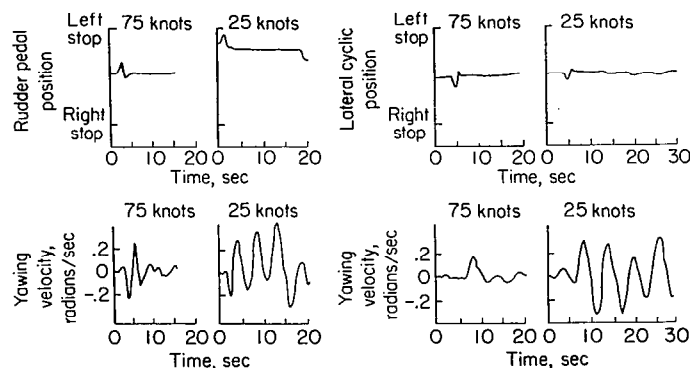 75 knots 25 knots
Left stop
Rudder pedal position
Right stop
0 10 20 0 20
Time, sec
75 knots 25 knots
Left stop
Lateral cyclic position
Right stop
0 10 20 0 10 20 30
Time, sec
75 knots 25 knots
Yawing velocity, radians/sec
.2
0
-.2
0 10 20 0 10 20
Time, sec
75 knots 25 knots
Yawing velocity, radians/sec
.2
0
-.2
0 10 20 0 10 20 30
Time, sec